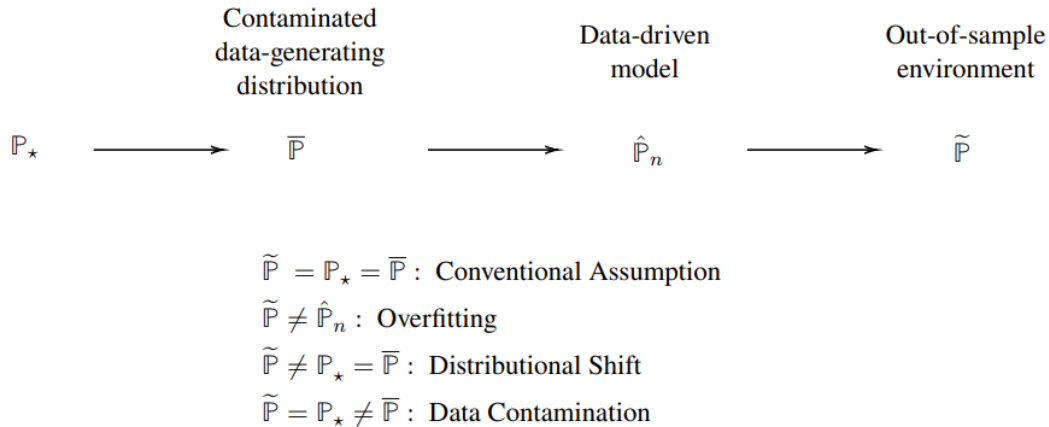 Contaminated
data-generating
distribution
Data-driven
model
Out-of-sample
environment
ℙ⋆ ℙ̅ ℙ̂ₙ ℙ̃
ℙ̃ = ℙ⋆ = ℙ̅ : Conventional Assumption
ℙ̃ ≠ ℙ̂ₙ : Overfitting
ℙ̃ ≠ ℙ⋆ = ℙ̅ : Distributional Shift
ℙ̃ = ℙ⋆ ≠ ℙ̅ : Data Contamination